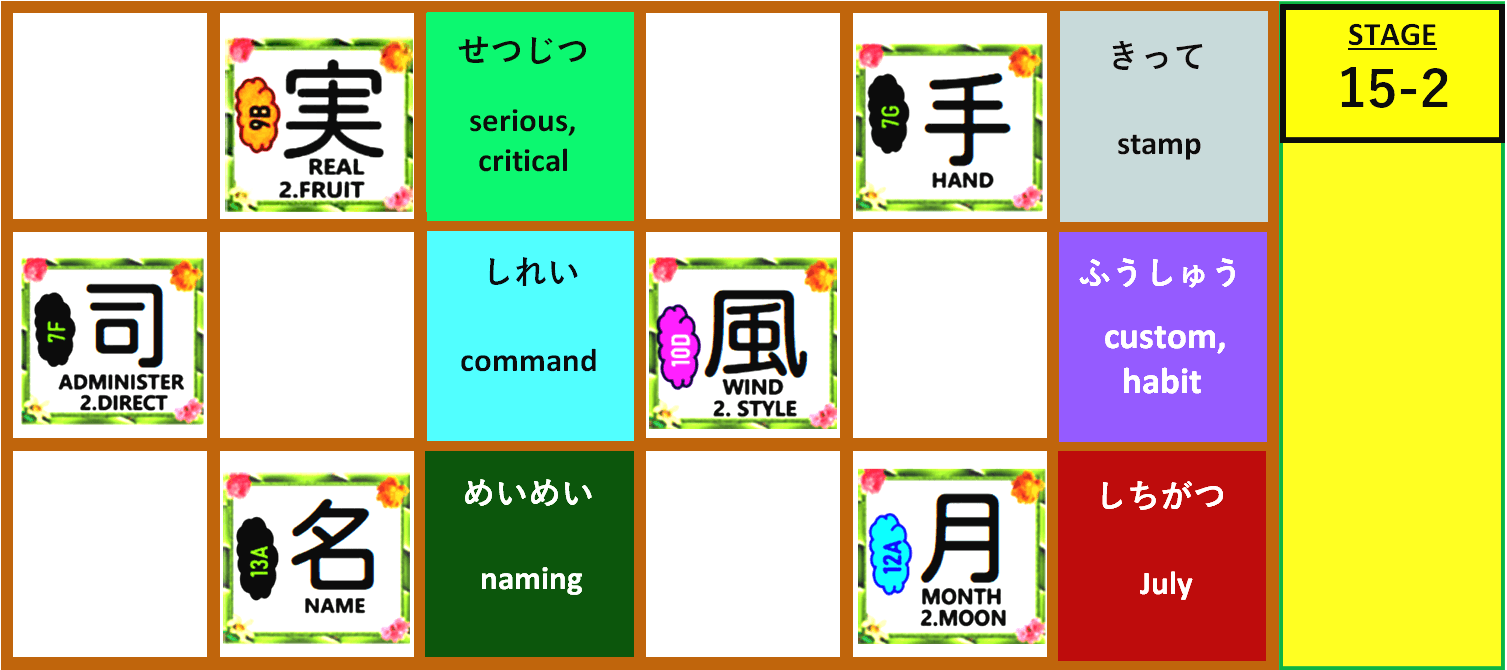 9B
実
REAL
2.FRUIT
せつじつ
serious,
critical
7G
手
HAND
きって
stamp
STAGE
15-2
7F
司
ADMINISTER
2.DIRECT
しれい
command
10D
風
WIND
2. STYLE
ふうしゅう
custom,
habit
13A
名
NAME
めいめい
naming
12A
月
MONTH
2.MOON
しちがつ
July